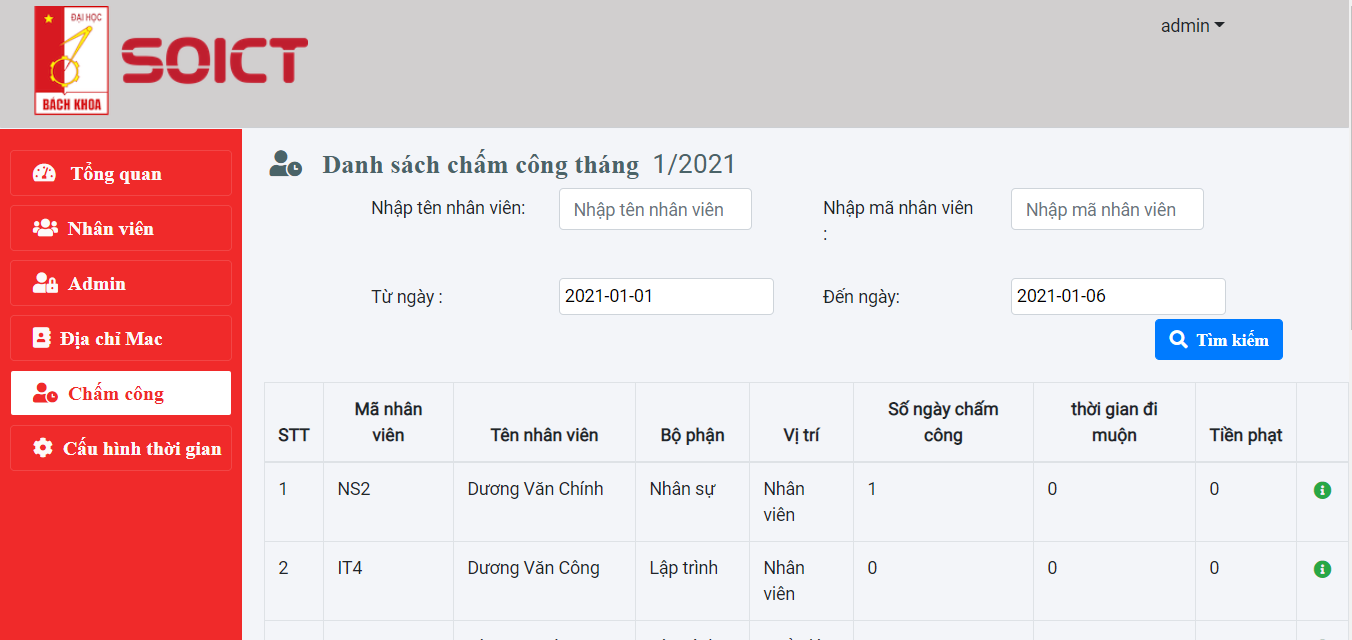 ĐẠI HỌC
BÁCH KHOA
SOICT
admin
Tổng quan
Nhân viên
Admin
Địa chỉ Mac
Chấm công
Cấu hình thời gian
Danh sách chấm công tháng 1/2021
Nhập tên nhân viên: Nhập tên nhân viên Nhập mã nhân viên Nhập mã nhân viên
:
Từ ngày : 2021-01-01 Đến ngày: 2021-01-06
Tìm kiếm
STT Mã nhân viên Tên nhân viên Bộ phận Vị trí Số ngày chấm công thời gian đi muộn Tiền phạt
1 NS2 Dương Văn Chính Nhân sự Nhân viên 1 0 0
2 IT4 Dương Văn Công Lập trình Nhân viên 0 0 0